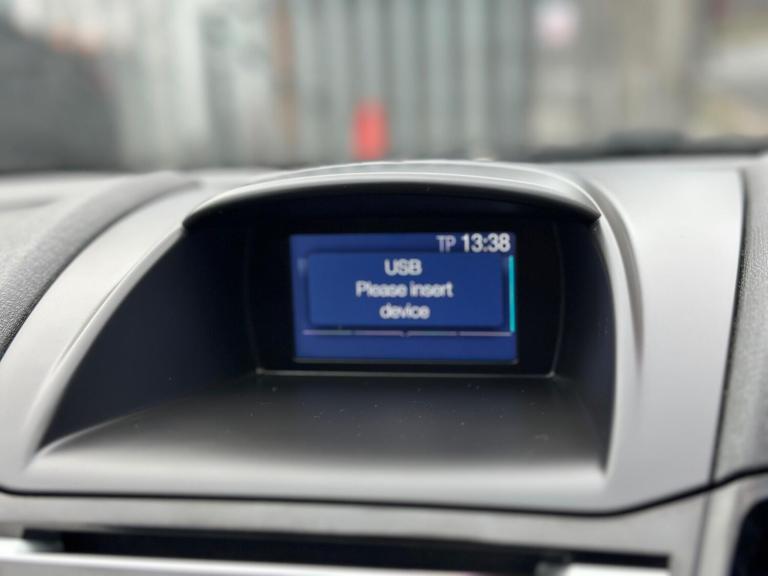 TP 13:38
USB
Please insert
device